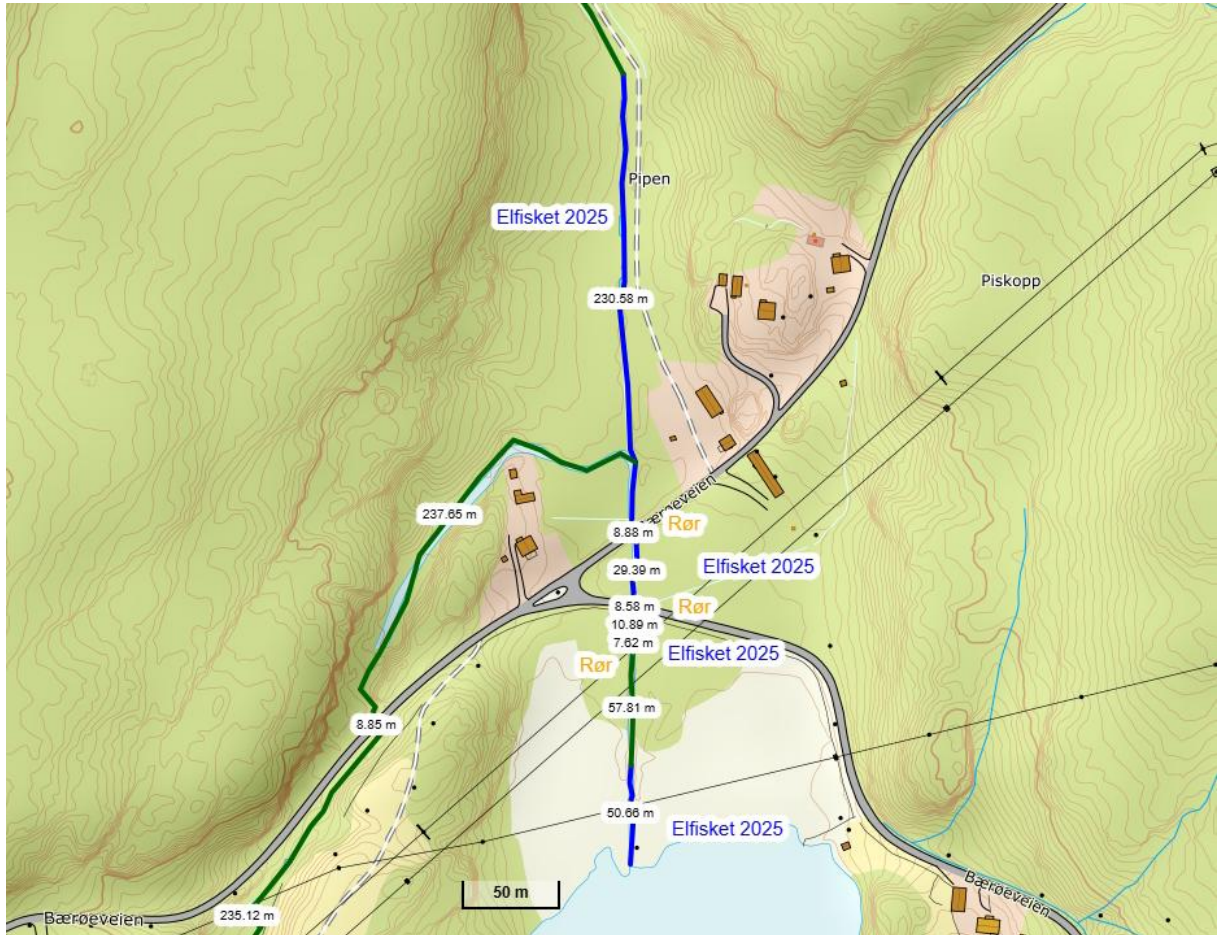 Pipen
Elfisket 2025
Piskopp
230.58 m
237.65 m
Bærøeveien
8.88 m
Rør
29.39 m
Elfisket 2025
8.58 m
Rør
10.89 m
7.62 m
Elfisket 2025
Rør
57.81 m
8.85 m
50.66 m
Elfisket 2025
50 m
Bærøeveien
235.12 m
Bærøeveien